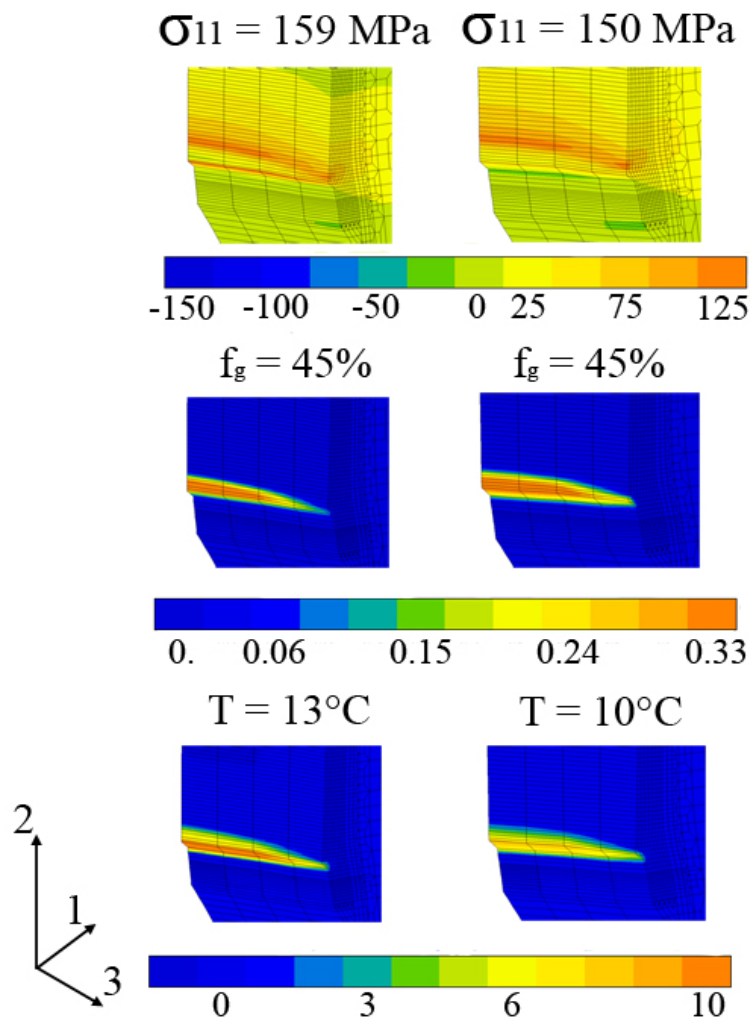 σ11 = 159 MPa σ11 = 150 MPa
-150 -100 -50 0 25 75 125
fg = 45% fg = 45%
0. 0.06 0.15 0.24 0.33
T = 13°C T = 10°C
2
1
3
0 3 6 10